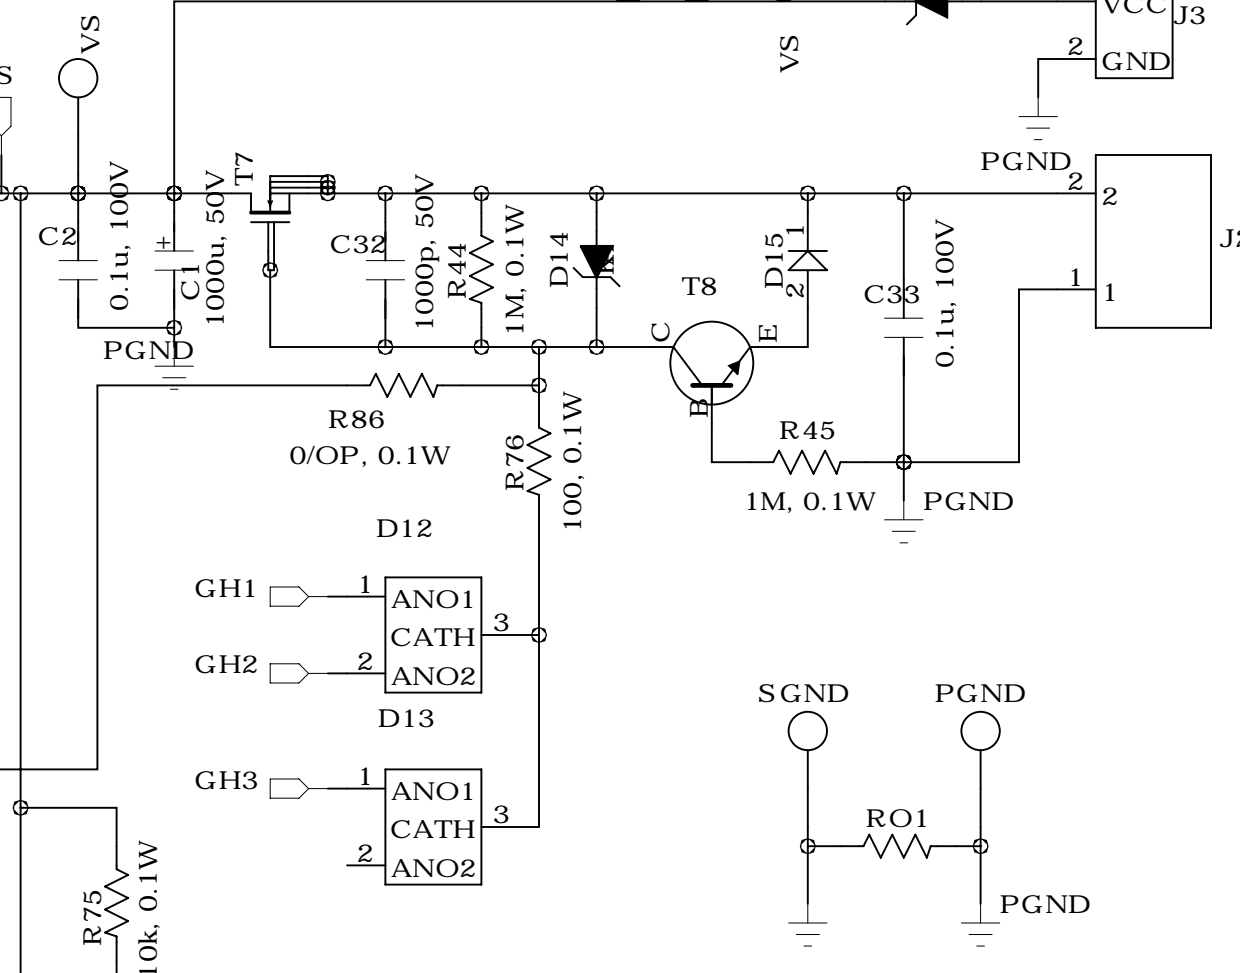 VCC
J3
VS
VS
2
GND
S
PGND
T7
2
2
C2
0.1u, 100V
+
C1
1000u, 50V
C32
1000p, 50V
R44
1M, 0.1W
D14
D15
1
2
T8
C33
0.1u, 100V
1
1
PGND
C
E
B
R86
0/OP, 0.1W
R76
100, 0.1W
R45
1M, 0.1W
PGND
D12
GH1
1
ANO1
CATH
3
GH2
2
ANO2
D13
GH3
1
ANO1
CATH
3
2
ANO2
SGND
PGND
RO1
PGND
R75
10k, 0.1W